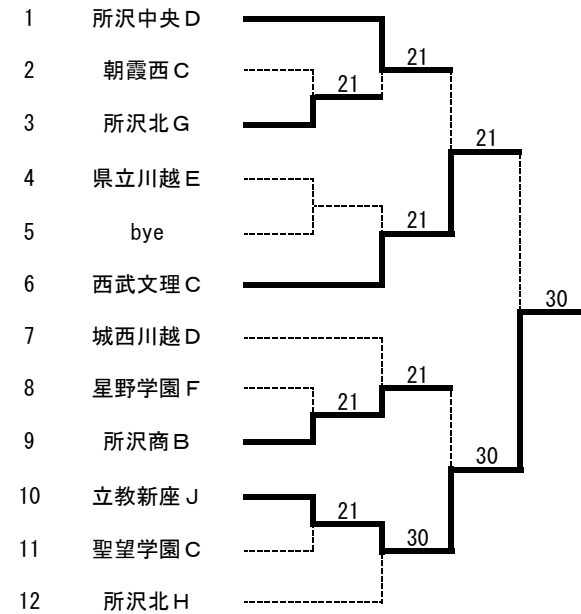 1 所沢中央Ｄ
21
2 朝霞西Ｃ
21
3 所沢北Ｇ
21
4 県立川越Ｅ
21
5 bye
6 西武文理Ｃ
30
7 城西川越Ｄ
21
8 星野学園Ｆ
21
9 所沢商Ｂ
30
10 立教新座Ｊ
21
30
11 聖望学園Ｃ
12 所沢北Ｈ